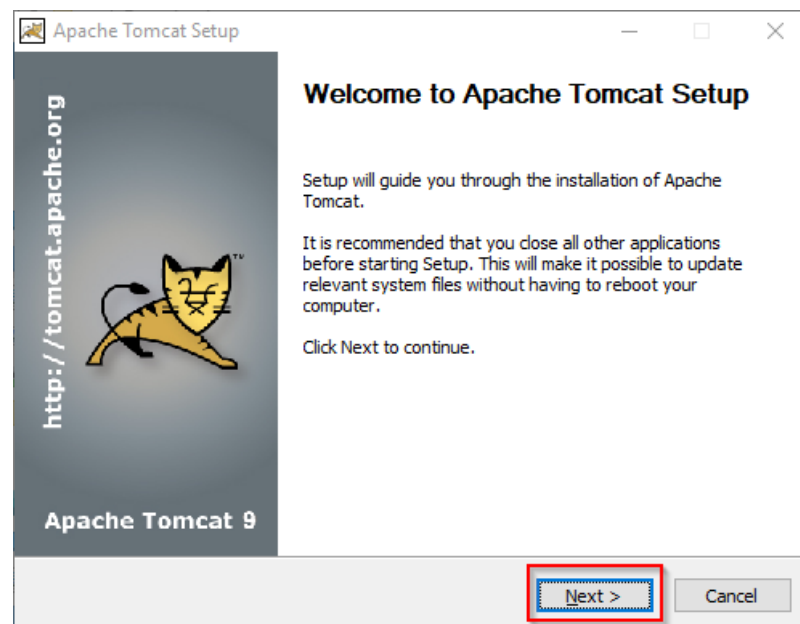 Apache Tomcat Setup
http://tomcat.apache.org
Apache Tomcat 9
Welcome to Apache Tomcat Setup
Setup will guide you through the installation of Apache
Tomcat.
It is recommended that you close all other applications
before starting Setup. This will make it possible to update
relevant system files without having to reboot your
computer.
Click Next to continue.
TM
Next >
Cancel